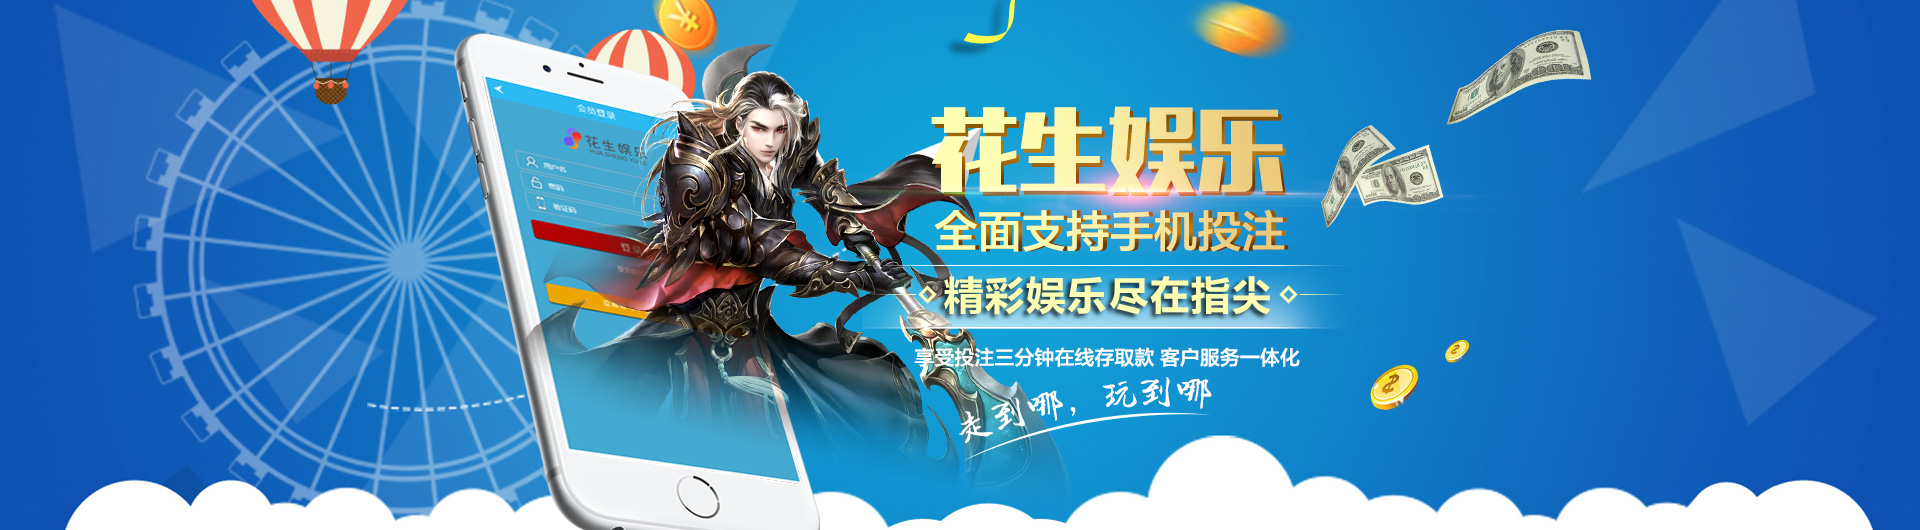 会员登录
花生娱乐
用户名
密码
验证码
登录
花生娱乐
全面支持手机投注
精彩娱乐尽在指尖
享受投注三分钟在线存取款 客户服务一体化
走到哪，玩到哪